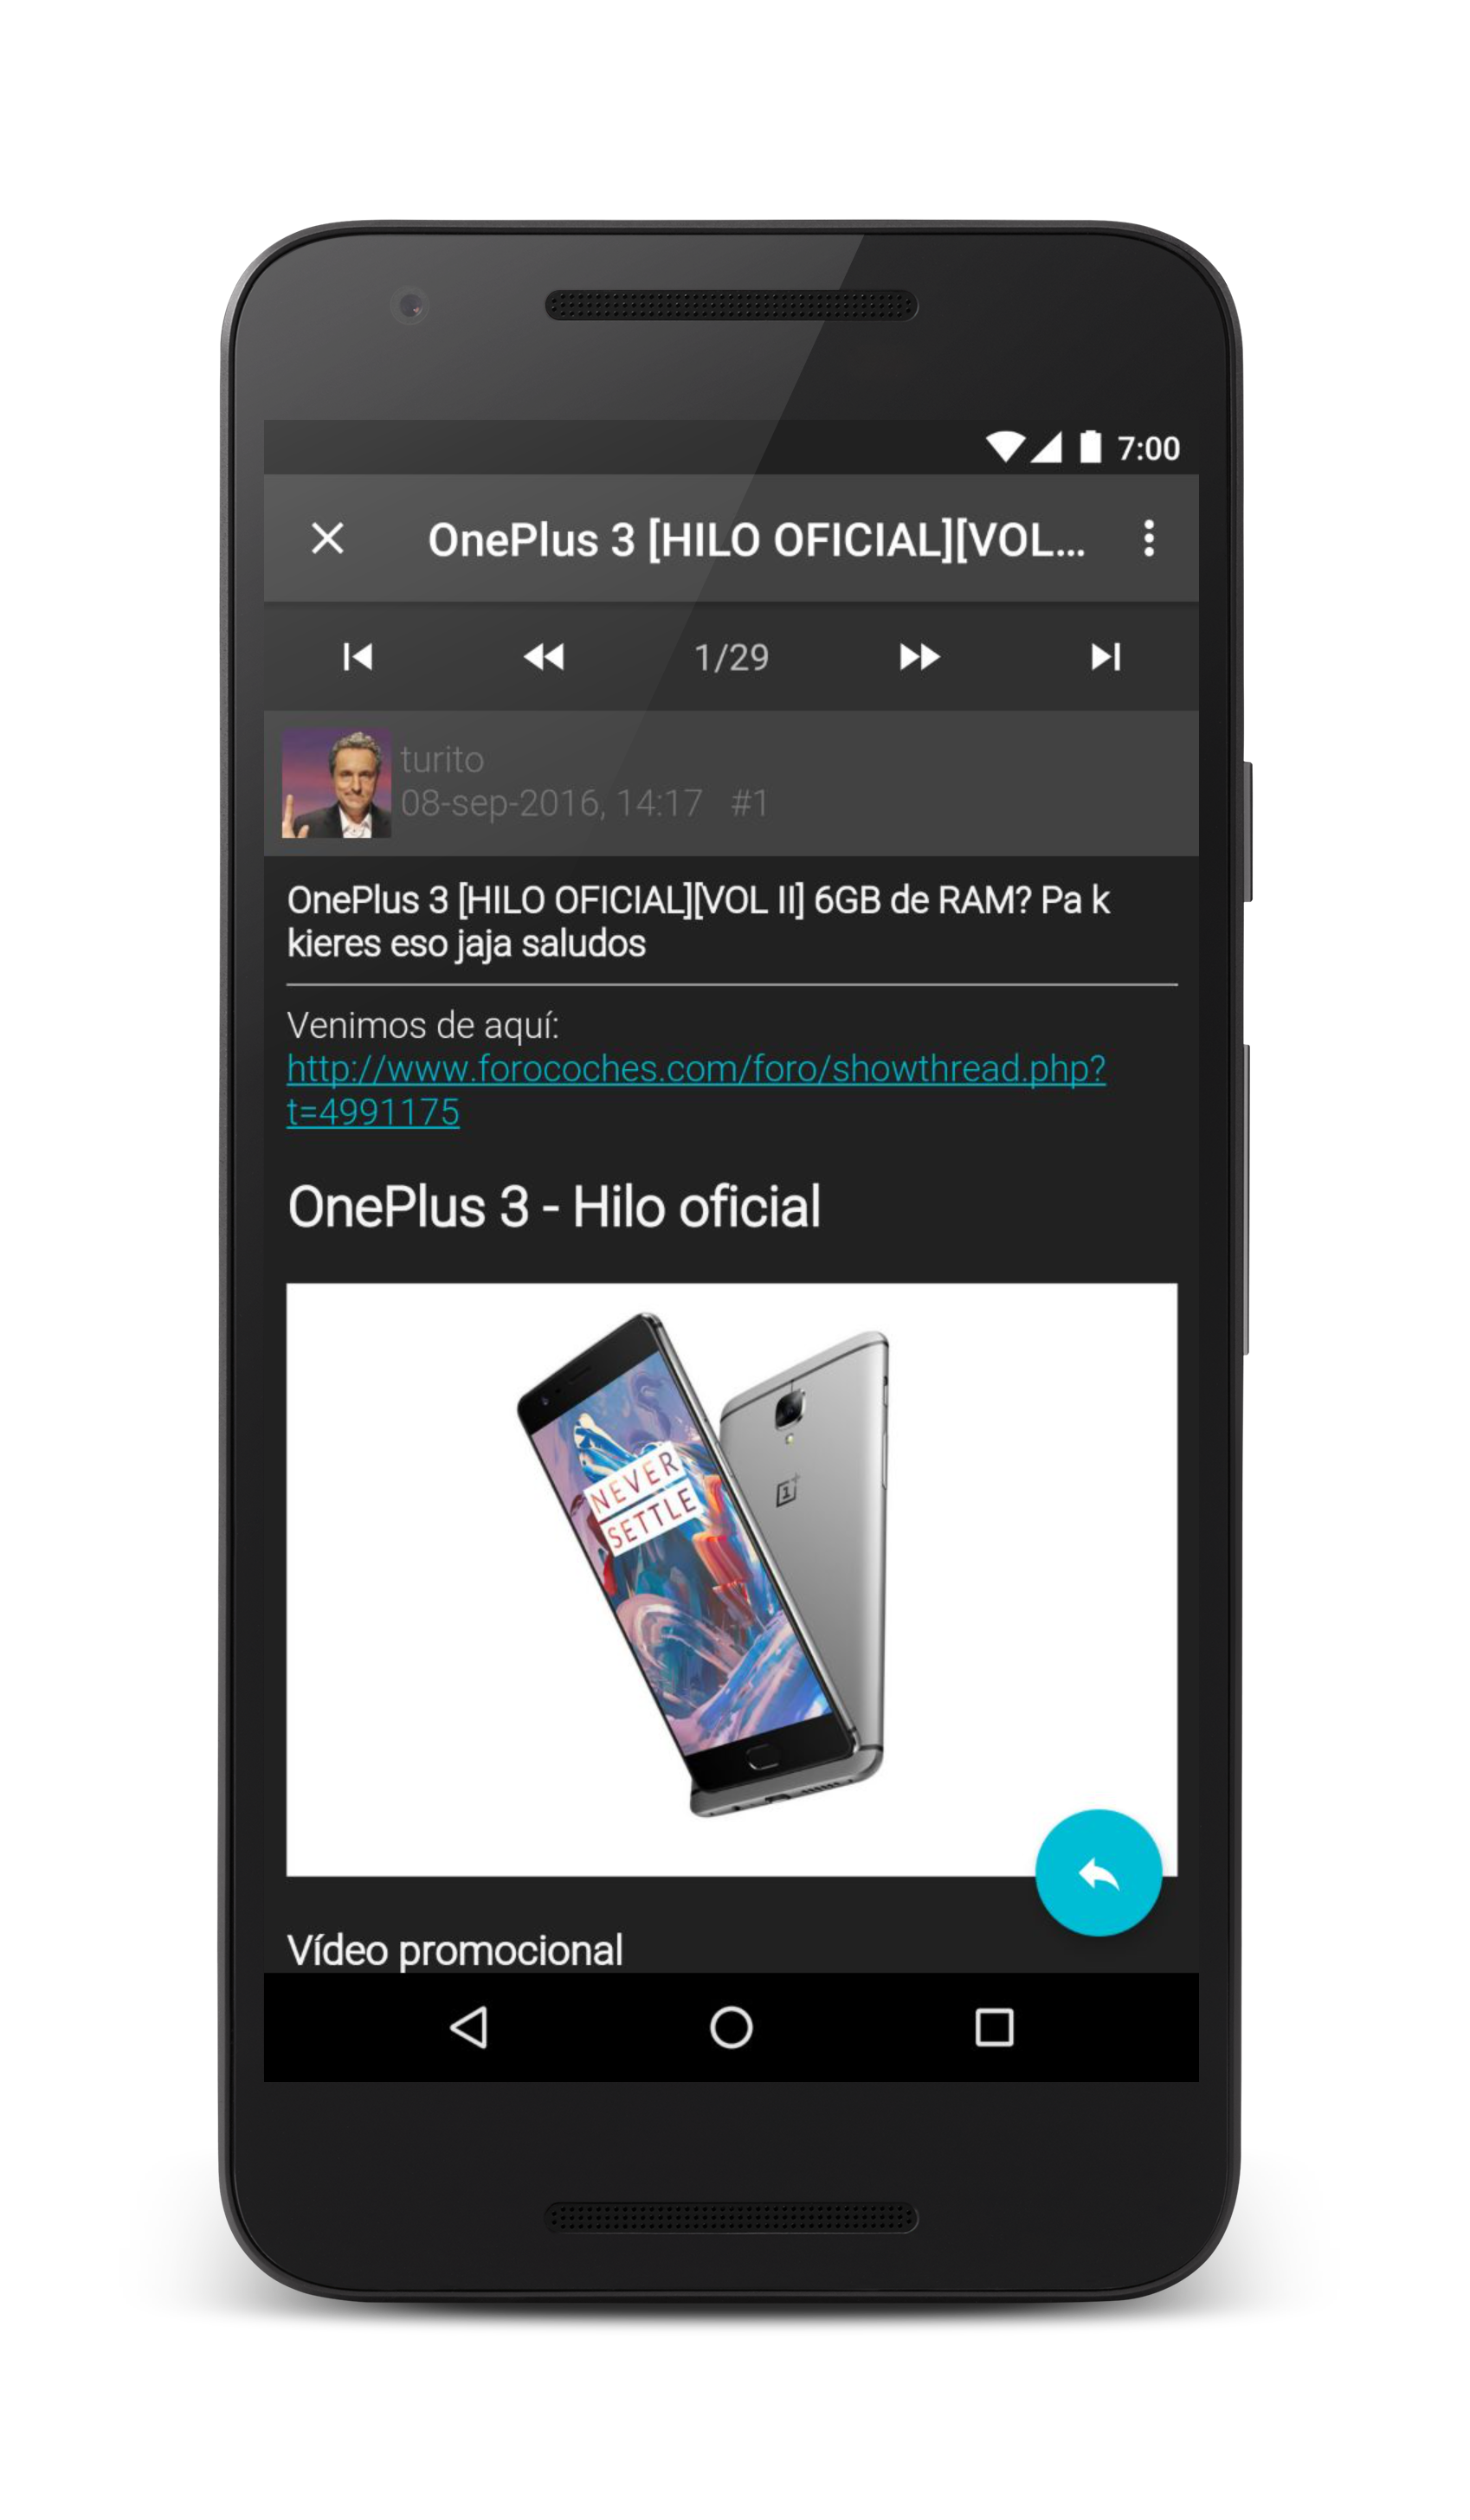 7:00
OnePlus 3 [HILO OFICIAL][VOL...
1/29
turito
08-sep-2016, 14:17 #1
OnePlus 3 [HILO OFICIAL][VOL II] 6GB de RAM? Pa k
kieres eso jaja saludos
Venimos de aquí:
http://www.forocoches.com/foro/showthread.php?
t=4991175
OnePlus 3 - Hilo oficial
NEVER
SETTLE
1+
Vídeo promocional